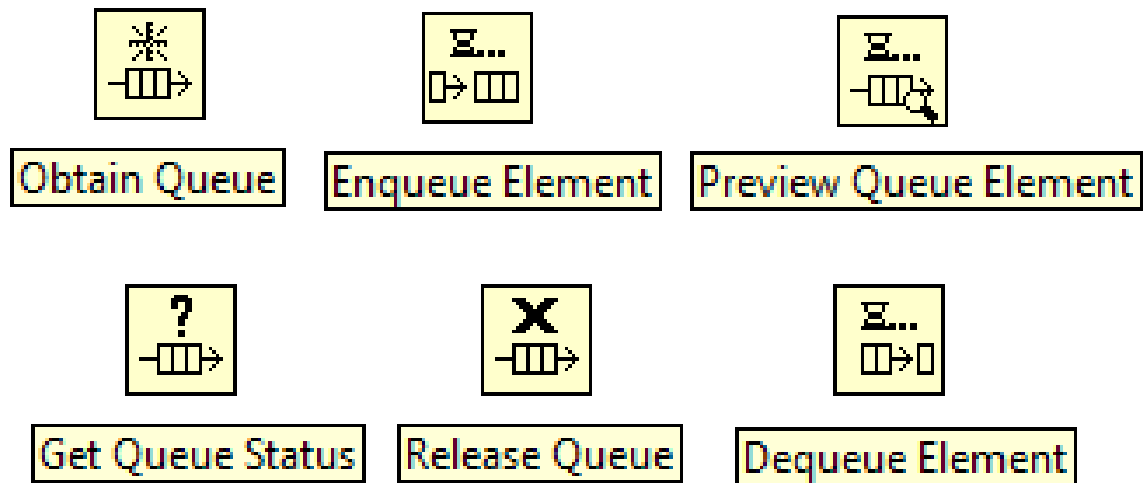 Obtain Queue
Enqueue Element
Preview Queue Element
?
Get Queue Status
Release Queue
Dequeue Element